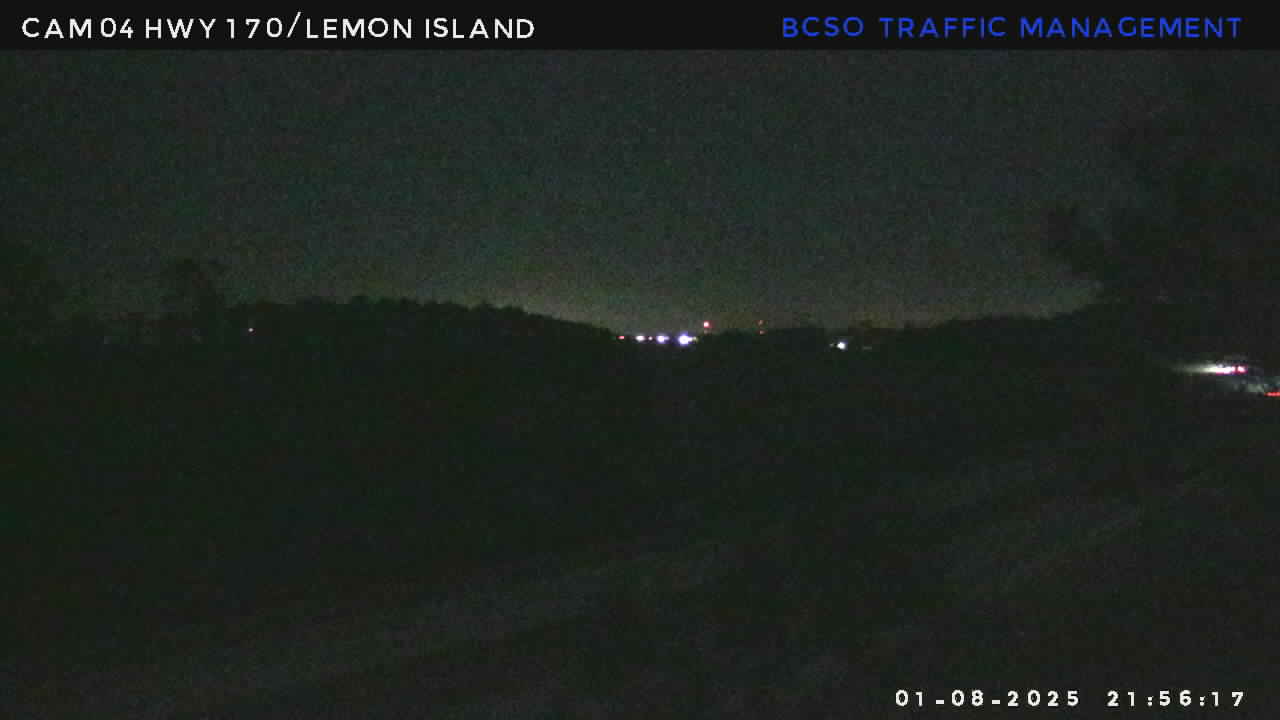 CAM04 HWY 170/LEMON ISLAND
BCSO TRAFFIC MANAGEMENT
01-08-2025 21:56:17